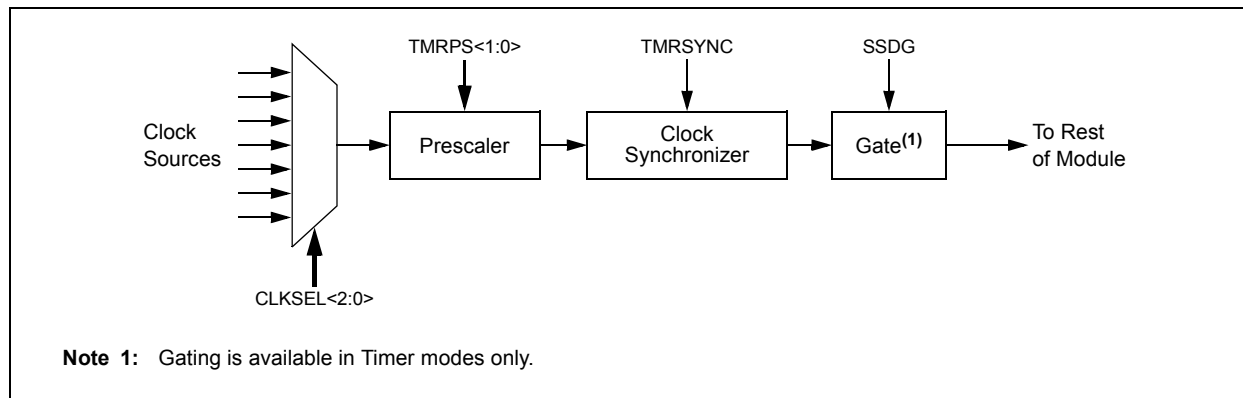 TMRPS<1:0>
TMRSYNC
SSDG
Clock
Sources
Prescaler
Clock
Synchronizer
Gate(1)
To Rest
of Module
CLKSEL<2:0>
Note 1: Gating is available in Timer modes only.